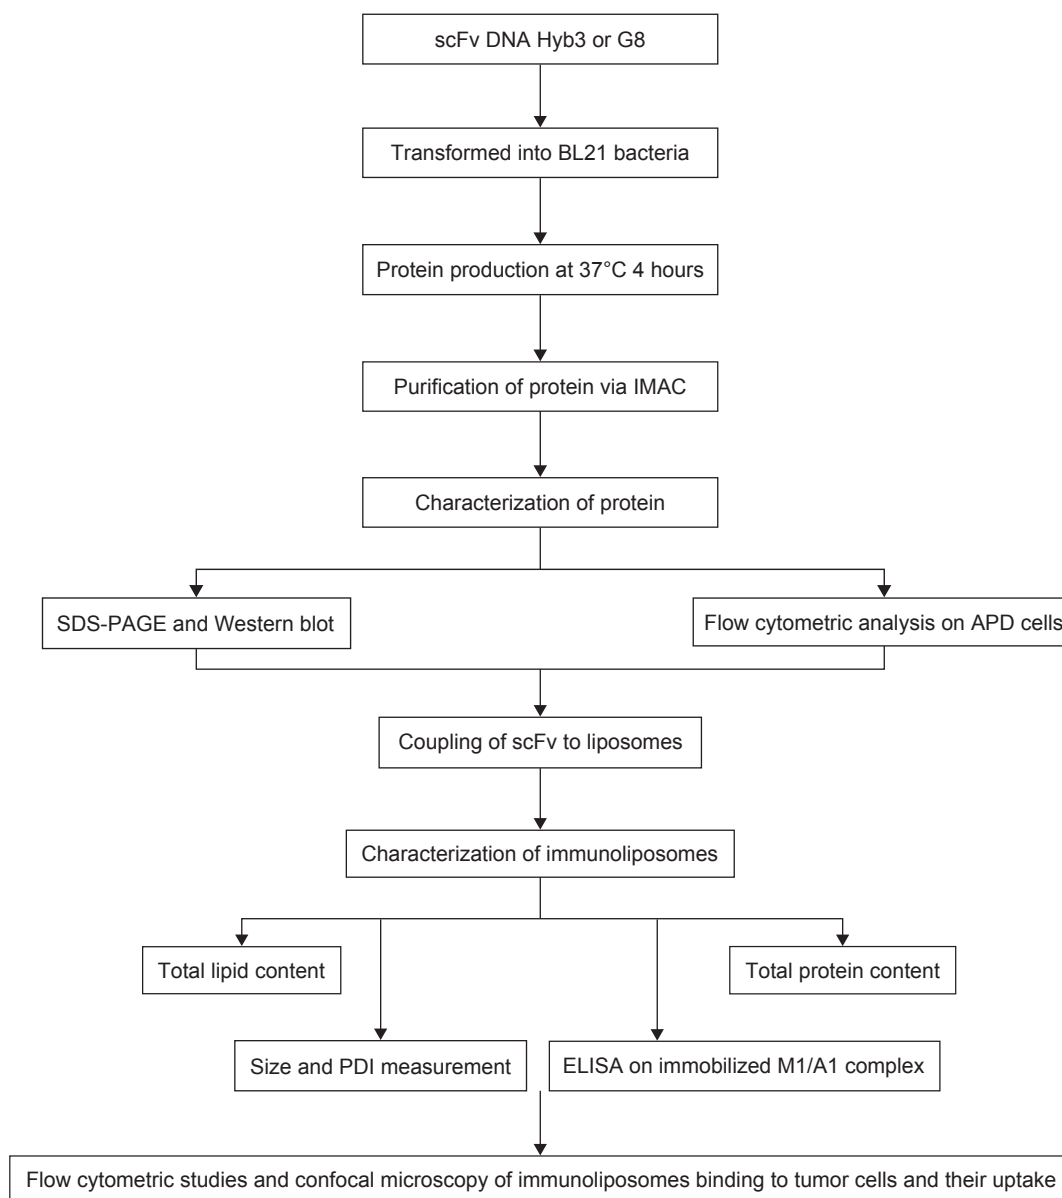 scFv DNA Hyb3 or G8
Transformed into BL21 bacteria
Protein production at 37°C 4 hours
Purification of protein via IMAC
Characterization of protein
SDS-PAGE and Western blot
Flow cytometric analysis on APD cells
Coupling of scFv to liposomes
Characterization of immunoliposomes
Total lipid content
Total protein content
Size and PDI measurement
ELISA on immobilized M1/A1 complex
Flow cytometric studies and confocal microscopy of immunoliposomes binding to tumor cells and their uptake